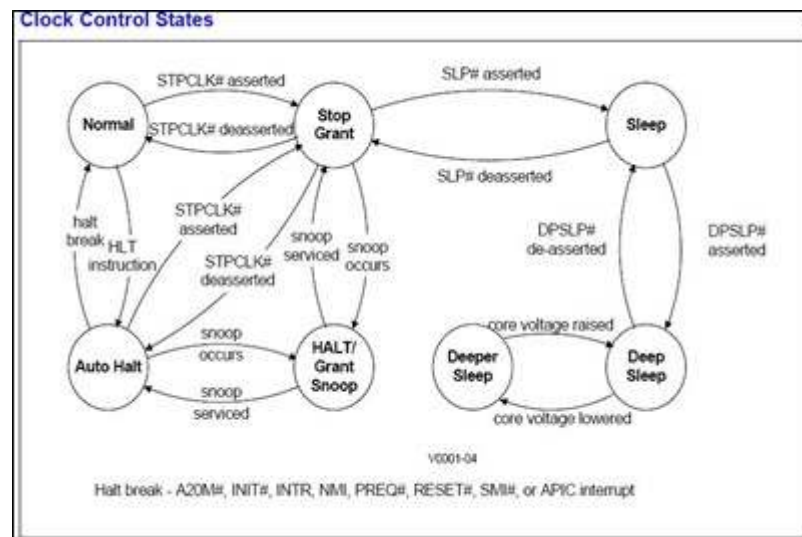 Clock Control States
STPCLK# asserted
SLP# asserted
Normal
Stop
Grant
Sleep
STPCLK# deasserted
SLP# deasserted
halt
break
HLT
instruction
STPCLK#
asserted
STPCLK#
deasserted
snoop
serviced
snoop
occurs
DPSLP#
de-asserted
DPSLP#
asserted
Auto Halt
snoop
occurs
snoop
serviced
HALT/
Grant
Snoop
core voltage raised
Deeper
Sleep
Deep
Sleep
core voltage lowered
V0001-04
Halt break - A20M#, INIT#, INTR, NMI, PREQ#, RESET#, SMI#, or APIC interrupt